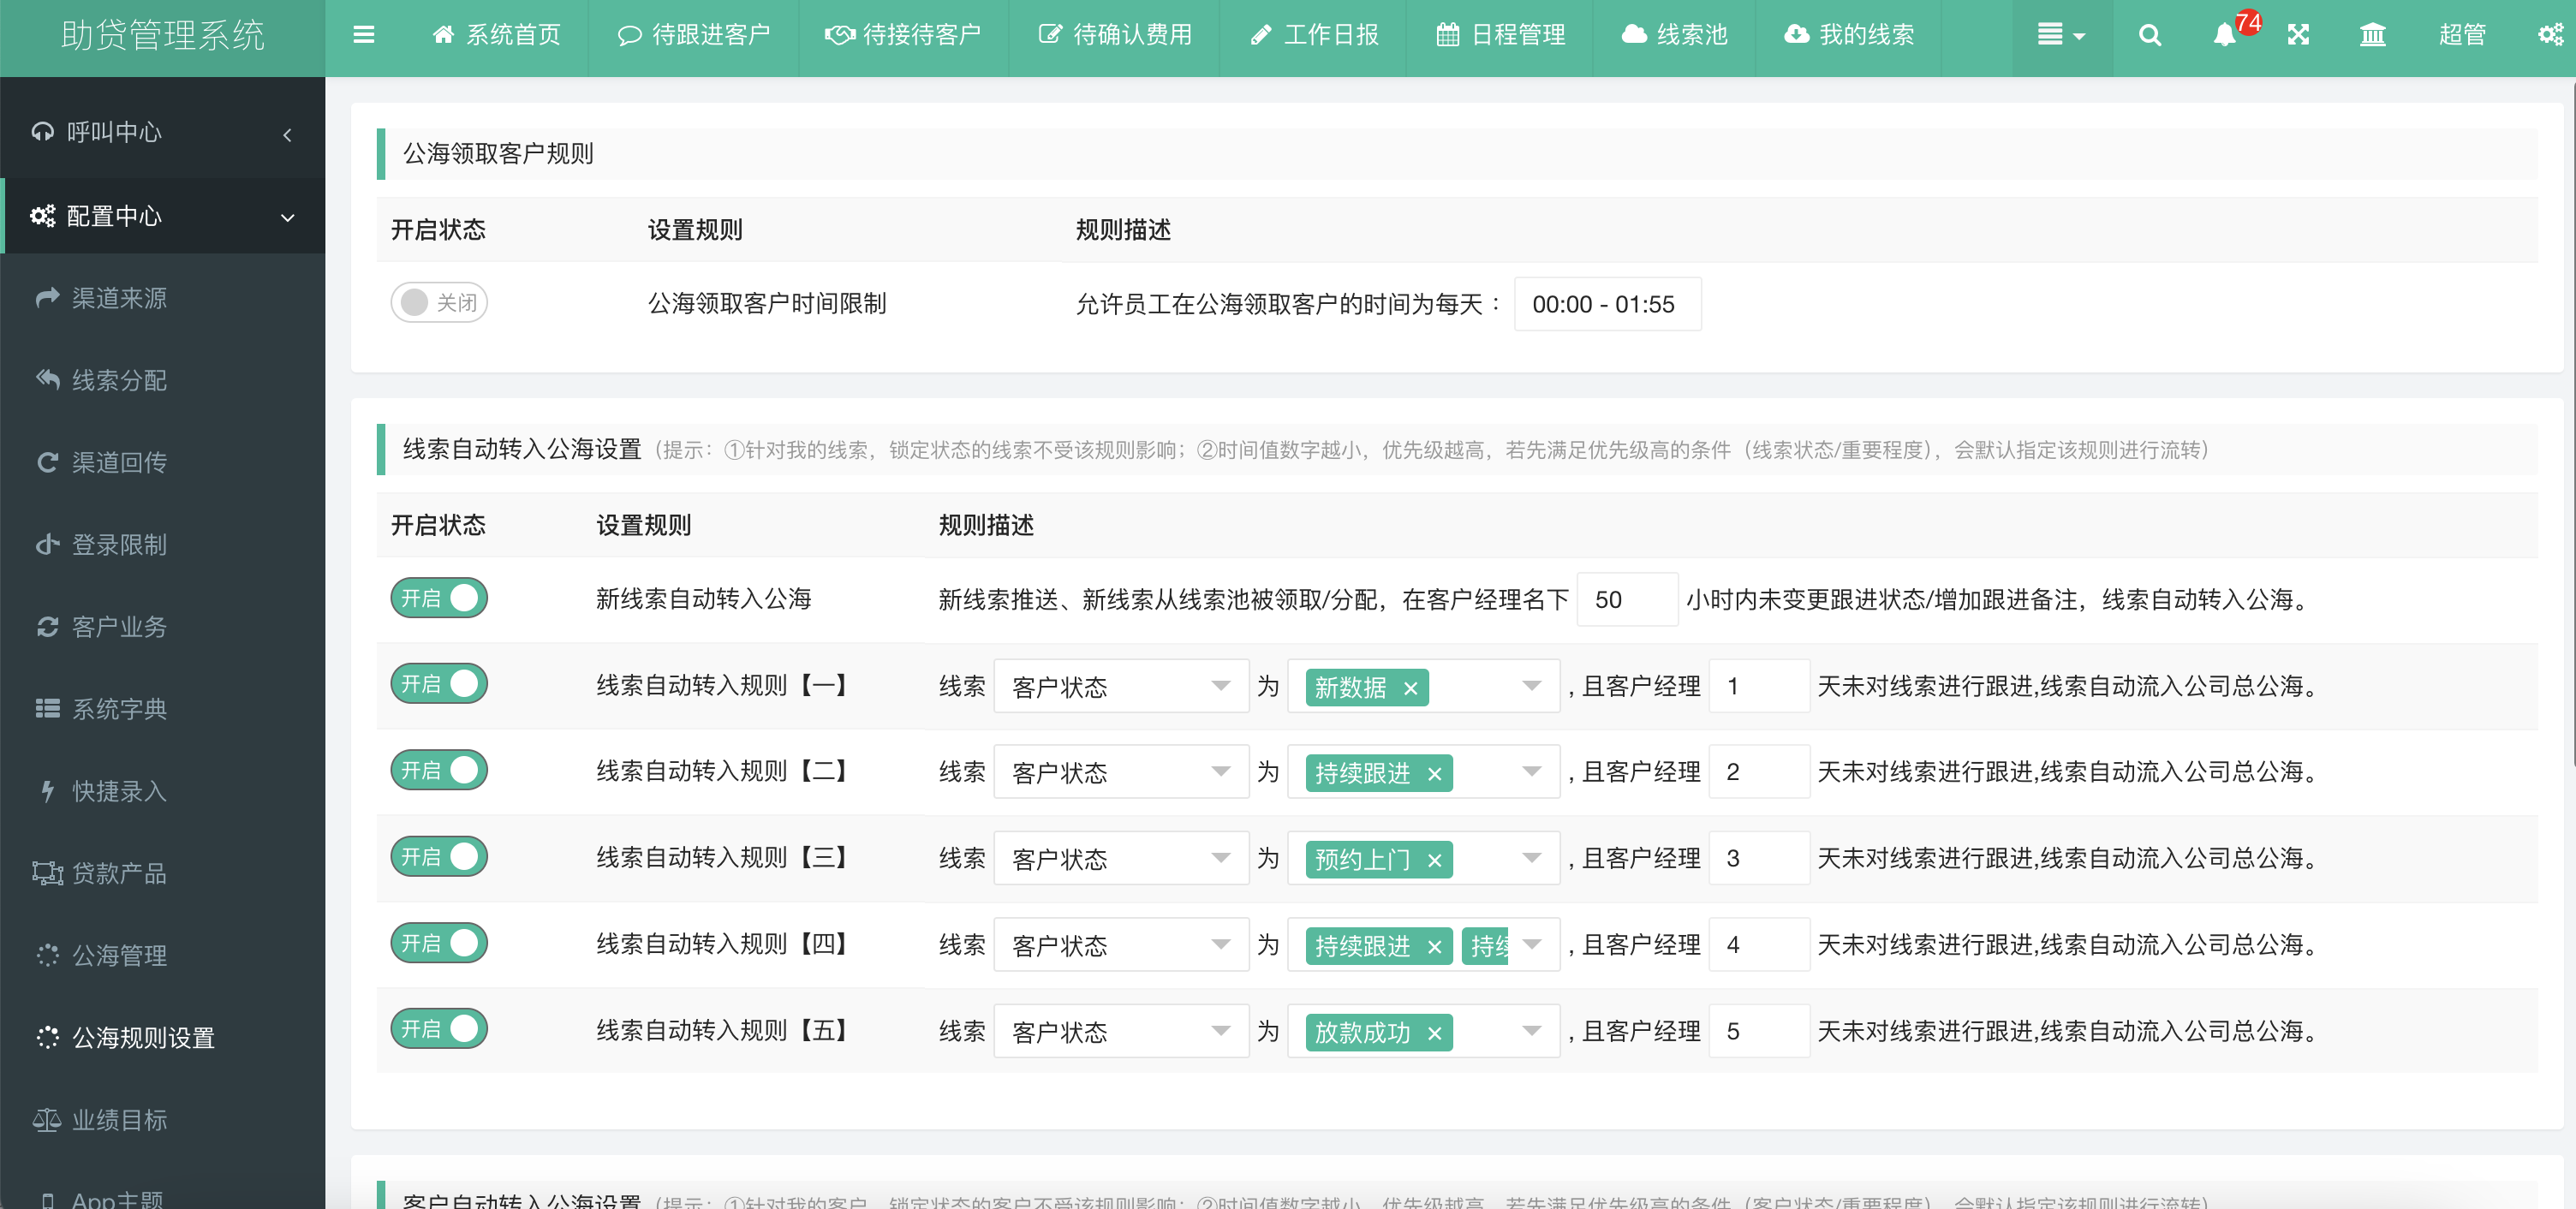 助贷管理系统
系统首页 待跟进客户 待接待客户 待确认费用 工作日报 日程管理 线索池 我的线索 74 超管
呼叫中心
配置中心
渠道来源
线索分配
渠道回传
登录限制
客户业务
系统字典
快捷录入
贷款产品
公海管理
公海规则设置
业绩目标
App主题
公海领取客户规则
开启状态 设置规则 规则描述
关闭 公海领取客户时间限制 允许员工在公海领取客户的时间为每天： 00:00 - 01:55
线索自动转入公海设置（提示：①针对我的线索，锁定状态的线索不受该规则影响；②时间值数字越小，优先级越高，若先满足优先级高的条件（线索状态/重要程度），会默认指定该规则进行流转）
开启状态 设置规则 规则描述
开启 新线索自动转入公海 新线索推送、新线索从线索池被领取/分配，在客户经理名下 50 小时内未变更跟进状态/增加跟进备注，线索自动转入公海。
开启 线索自动转入规则【一】 线索 客户状态 为 新数据 × , 且客户经理 1 天未对线索进行跟进,线索自动流入公司总公海。
开启 线索自动转入规则【二】 线索 客户状态 为 持续跟进 × , 且客户经理 2 天未对线索进行跟进,线索自动流入公司总公海。
开启 线索自动转入规则【三】 线索 客户状态 为 预约上门 × , 且客户经理 3 天未对线索进行跟进,线索自动流入公司总公海。
开启 线索自动转入规则【四】 线索 客户状态 为 持续跟进 × 持续 , 且客户经理 4 天未对线索进行跟进,线索自动流入公司总公海。
开启 线索自动转入规则【五】 线索 客户状态 为 放款成功 × , 且客户经理 5 天未对线索进行跟进,线索自动流入公司总公海。
客户自动转入公海设置（提示：①针对我的客户，锁定状态的客户不受该规则影响；②时间值数字越小，优先级越高，若先满足优先级高的条件（客户状态/重要程度），会默认指定该规则进行流转）